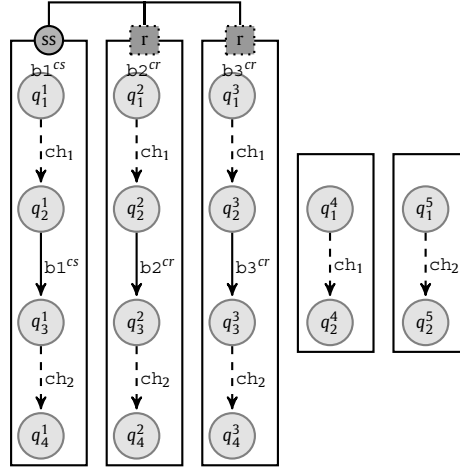 ss r r
b1^cs b2^cr b3^cr
q_1^1 q_1^2 q_1^3
ch_1 ch_1 ch_1
q_2^1 q_2^2 q_2^3 q_1^4 q_1^5
b1^cs b2^cr b3^cr ch_1 ch_2
q_3^1 q_3^2 q_3^3 q_2^4 q_2^5
ch_2 ch_2 ch_2
q_4^1 q_4^2 q_4^3